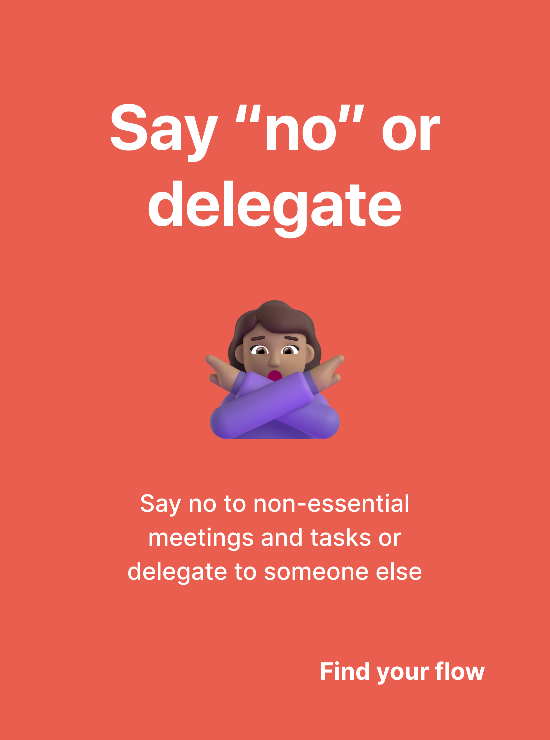 Say “no” or
delegate
Say no to non-essential
meetings and tasks or
delegate to someone else
Find your flow